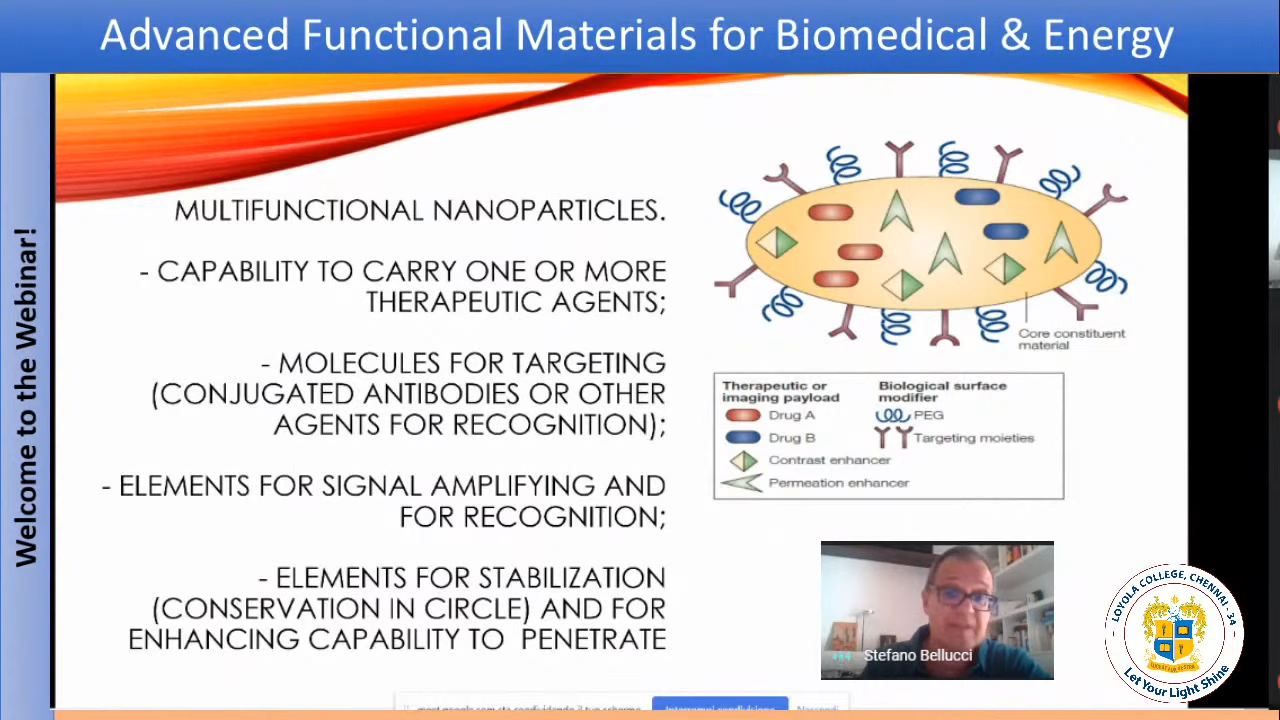 Advanced Functional Materials for Biomedical & Energy
Welcome to the Webinar!
MULTIFUNCTIONAL NANOPARTICLES.
- CAPABILITY TO CARRY ONE OR MORE
THERAPEUTIC AGENTS;
- MOLECULES FOR TARGETING
(CONJUGATED ANTIBODIES OR OTHER
AGENTS FOR RECOGNITION);
- ELEMENTS FOR SIGNAL AMPLIFYING AND
FOR RECOGNITION;
- ELEMENTS FOR STABILIZATION
(CONSERVATION IN CIRCLE) AND FOR
ENHANCING CAPABILITY TO PENETRATE
Core constituent
material
Therapeutic or
imaging payload
Drug A
Drug B
Contrast enhancer
Permeation enhancer
Biological surface
modifier
PEG
Targeting moieties
Stefano Bellucci
LOYOLA COLLEGE, CHENNAI - 34
Let Your Light Shine